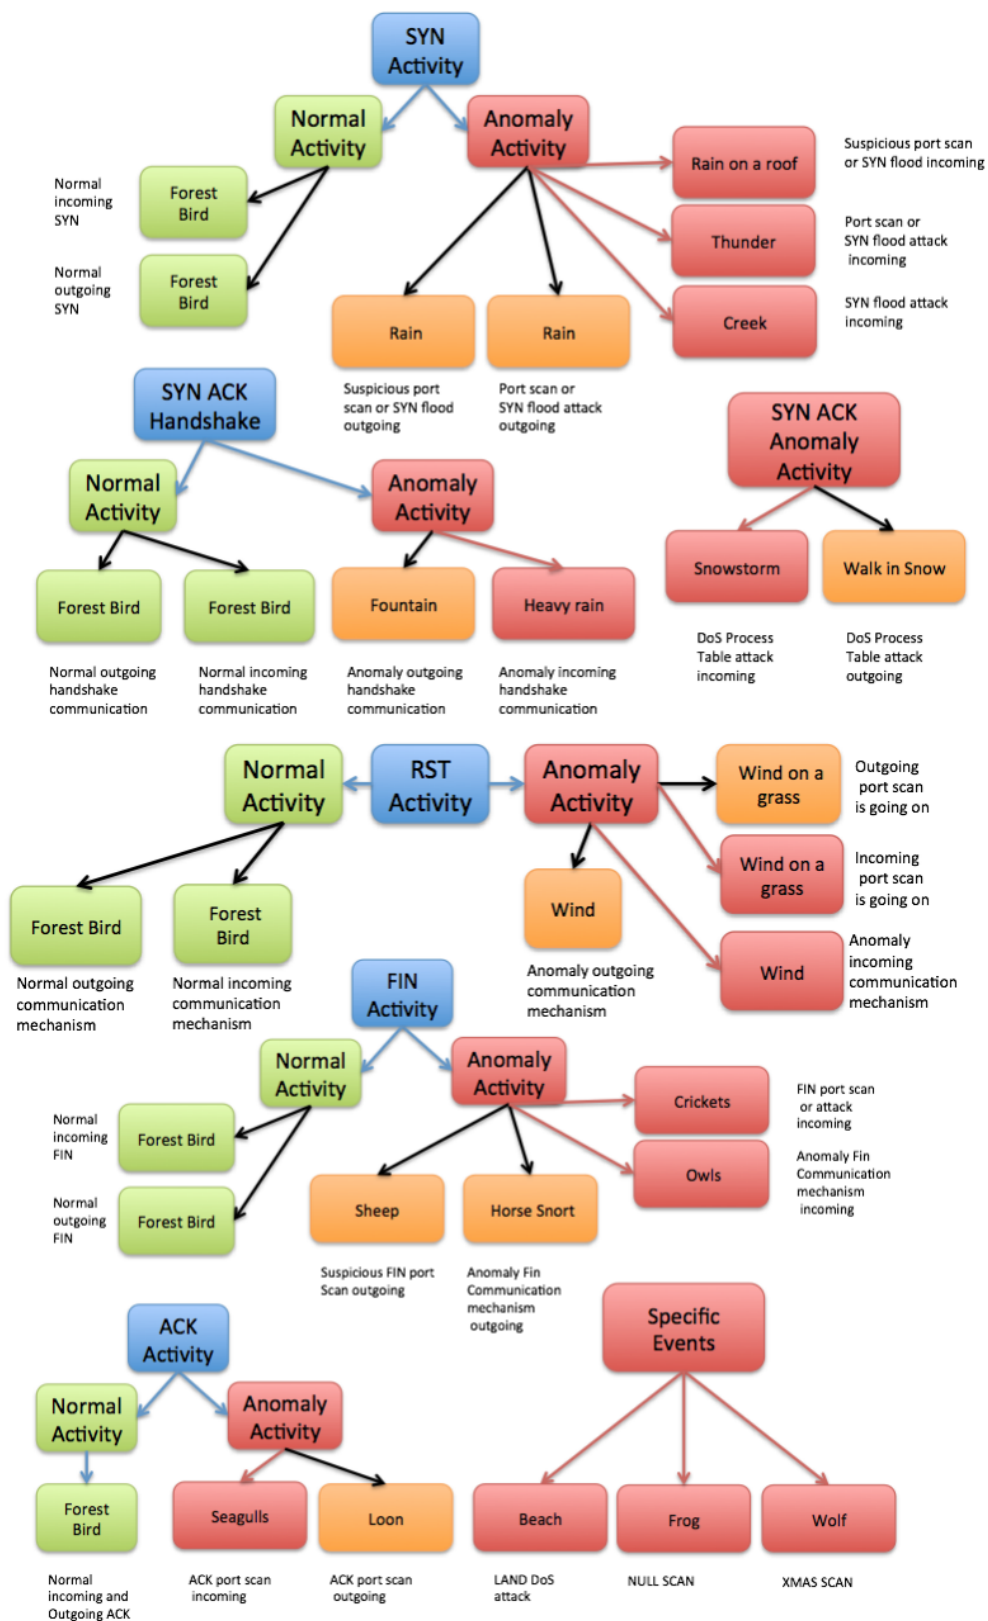 SYN
Activity
Normal
Activity
Anomaly
Activity
Normal
incoming
SYN
Forest
Bird
Normal
outgoing
SYN
Forest
Bird
Rain on a roof
Suspicious port scan
or SYN flood incoming
Thunder
Port scan or
SYN flood attack
incoming
Creek
SYN flood attack
incoming
Rain
Suspicious port
scan or SYN flood
outgoing
Rain
Port scan or
SYN flood attack
outgoing
SYN ACK
Handshake
Normal
Activity
Anomaly
Activity
Forest Bird
Normal outgoing
handshake
communication
Forest Bird
Normal incoming
handshake
communication
Fountain
Anomaly outgoing
handshake
communication
Heavy rain
Anomaly incoming
handshake
communication
SYN ACK
Anomaly
Activity
Snowstorm
DoS Process
Table attack
incoming
Walk in Snow
DoS Process
Table attack
outgoing
Normal
Activity
RST
Activity
Anomaly
Activity
Wind on a
grass
Outgoing
port scan
is going on
Wind on a
grass
Incoming
port scan
is going on
Wind
Anomaly
incoming
communication
mechanism
Forest Bird
Normal outgoing
communication
mechanism
Forest
Bird
Normal incoming
communication
mechanism
Wind
Anomaly outgoing
communication
mechanism
FIN
Activity
Normal
Activity
Anomaly
Activity
Normal
incoming
FIN
Forest Bird
Normal
outgoing
FIN
Forest Bird
Crickets
FIN port scan
or attack
incoming
Owls
Anomaly Fin
Communication
mechanism
incoming
Sheep
Suspicious FIN port
Scan outgoing
Horse Snort
Anomaly Fin
Communication
mechanism
outgoing
ACK
Activity
Normal
Activity
Anomaly
Activity
Forest
Bird
Normal
incoming and
Outgoing ACK
Seagulls
ACK port scan
incoming
Loon
ACK port scan
outgoing
Specific
Events
Beach
LAND DoS
attack
Frog
NULL SCAN
Wolf
XMAS SCAN